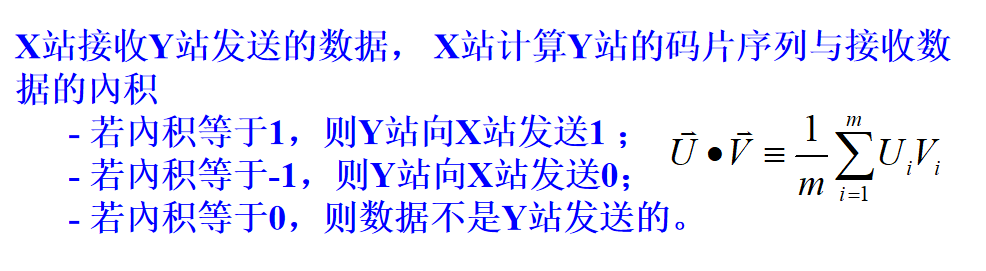 X站接收Y站发送的数据， X站计算Y站的码片序列与接收数
据的内积
- 若内积等于1，则Y站向X站发送1 ；
- 若内积等于-1，则Y站向X站发送0；
- 若内积等于0，则数据不是Y站发送的。
$\vec{U} \bullet \vec{V} \equiv \frac{1}{m} \sum_{i=1}^{m} U_i V_i$